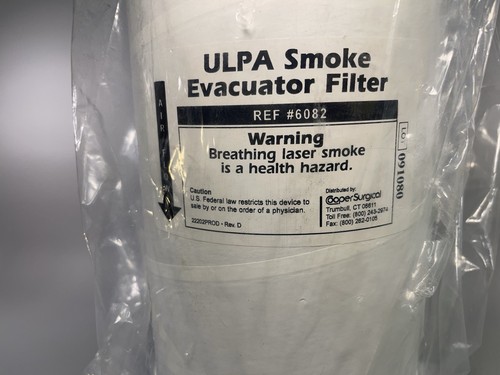 ULPA Smoke
Evacuator Filter
REF #6082
Warning
Breathing laser smoke
is a health hazard.
Caution
U.S. Federal law restricts this device to
sale by or on the order of a physician.
22202PROD • Rev. D
Distributed by:
CooperSurgical
Trumbull, CT 06611
Toll Free: (800) 243-2974
Fax: (800) 262-0105
LOT 091080
AIR